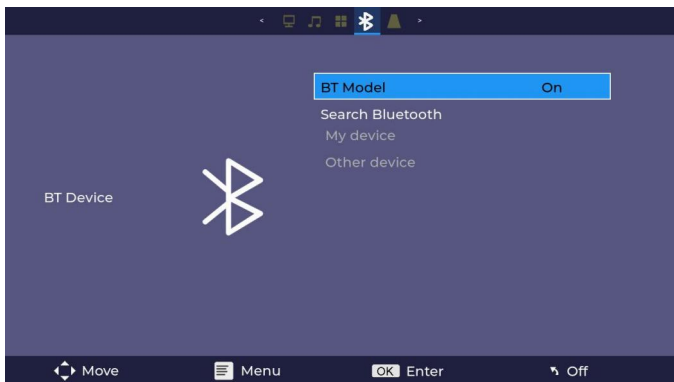 BT Model On
Search Bluetooth
My device
Other device
BT Device
Move Menu OK Enter Off